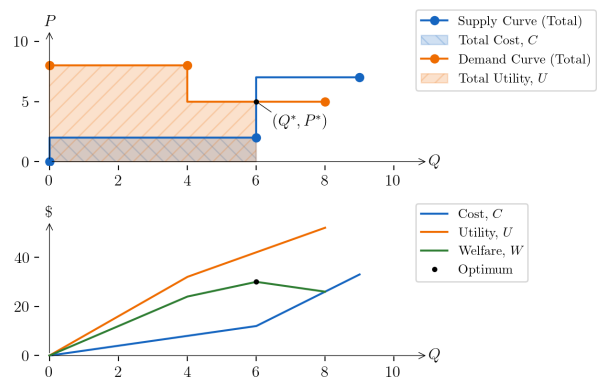 P
10
5
0
0 2 4 6 8 10
Q
(Q*, P*)
Supply Curve (Total)
Total Cost, C
Demand Curve (Total)
Total Utility, U
$
40
20
0
0 2 4 6 8 10
Q
Cost, C
Utility, U
Welfare, W
Optimum